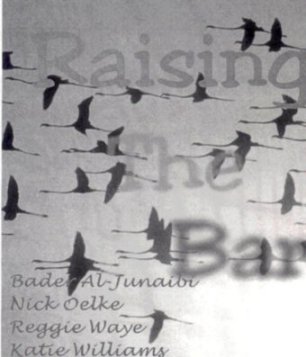 Raising
The
Bar
Bader Al-Junaibi
Nick Oelke
Reggie Waye
Katie Williams